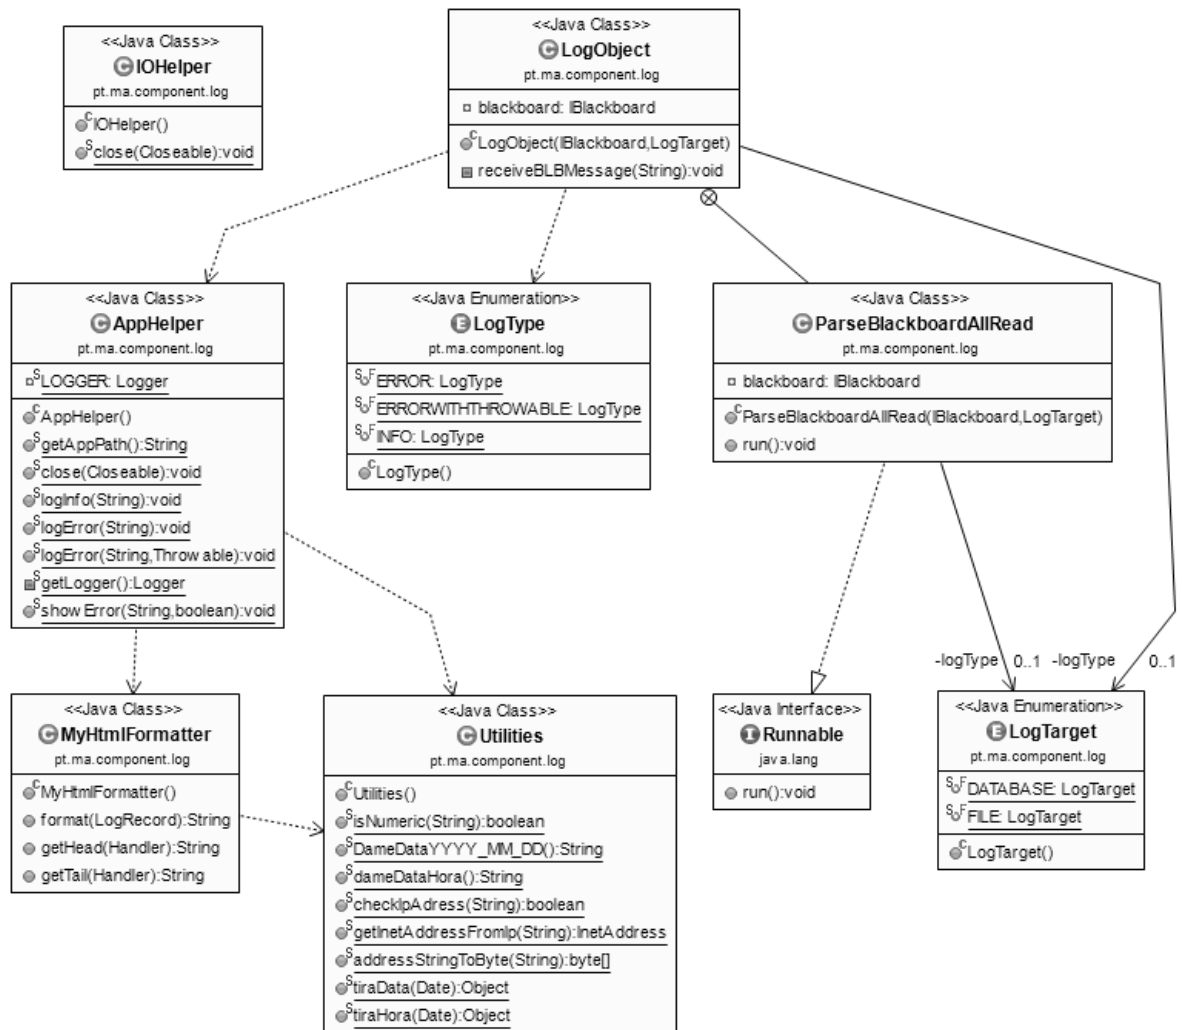 <<Java Class>>
IOHelper
pt.ma.component.log
IOHelper()
close(Closeable):void
<<Java Class>>
LogObject
pt.ma.component.log
blackboard: IBlackboard
LogObject(IBlackboard,LogTarget)
receiveBLBMessage(String):void
<<Java Class>>
AppHelper
pt.ma.component.log
LOGGER: Logger
AppHelper()
getAppPath():String
close(Closeable):void
logInfo(String):void
logError(String):void
logError(String,Throwable):void
getLogger():Logger
showError(String,boolean):void
<<Java Enumeration>>
LogType
pt.ma.component.log
ERROR: LogType
ERRORWITHTHROWABLE: LogType
INFO: LogType
LogType()
<<Java Class>>
ParseBlackboardAllRead
pt.ma.component.log
blackboard: IBlackboard
ParseBlackboardAllRead(IBlackboard,LogTarget)
run():void
-logType 0..1 -logType 0..1
<<Java Class>>
MyHtmlFormatter
pt.ma.component.log
MyHtmlFormatter()
format(LogRecord):String
getHead(Handler):String
getTail(Handler):String
<<Java Class>>
Utilities
pt.ma.component.log
Utilities()
isNumeric(String):boolean
DameDataYYYY_MM_DD():String
dameDataHora():String
checkIpAdress(String):boolean
getInetAddressFromIp(String):InetAddress
addressStringToByte(String):byte[]
tiraData(Date):Object
tiraHora(Date):Object
<<Java Interface>>
Runnable
java.lang
run():void
<<Java Enumeration>>
LogTarget
pt.ma.component.log
DATABASE: LogTarget
FILE: LogTarget
LogTarget()